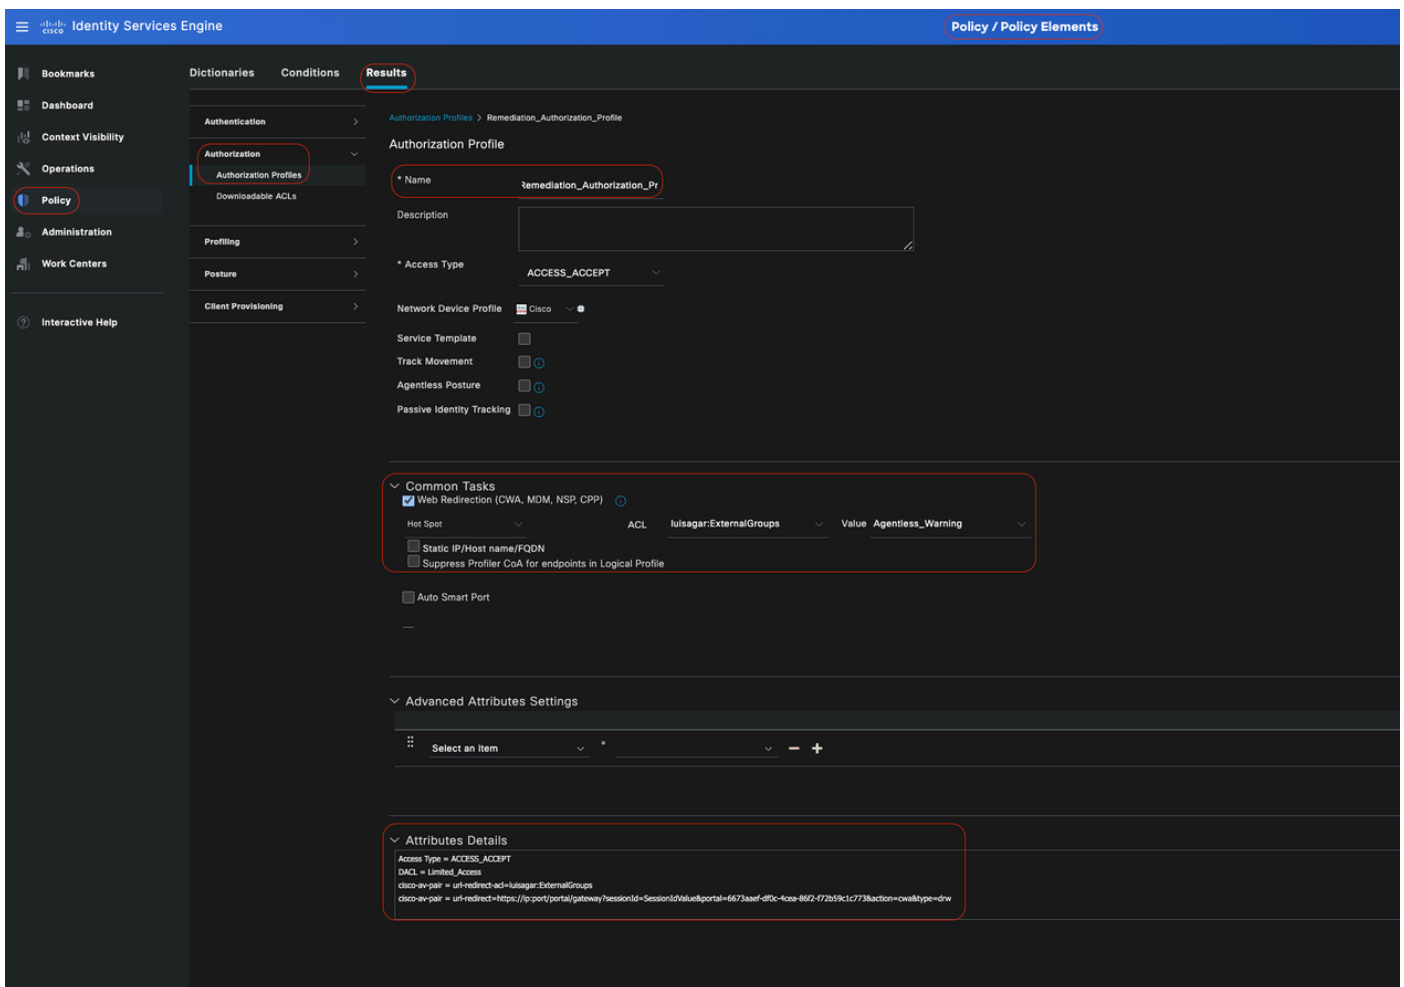 cisco Identity Services Engine
Policy / Policy Elements
Bookmarks
Dashboard
Context Visibility
Operations
Policy
Administration
Work Centers
Interactive Help
Dictionaries Conditions Results
Authentication
Authorization
Authorization Profiles
Downloadable ACLs
Profiling
Posture
Client Provisioning
Authorization Profiles > Remediation_Authorization_Profile
Authorization Profile
* Name Remediation_Authorization_Pr
Description
* Access Type ACCESS_ACCEPT
Network Device Profile Cisco
Service Template
Track Movement
Agentless Posture
Passive Identity Tracking
Common Tasks
Web Redirection (CWA, MDM, NSP, CPP)
Hot Spot ACL luisagar:ExternalGroups Value Agentless_Warning
Static IP/Host name/FQDN
Suppress Profiler CoA for endpoints in Logical Profile
Auto Smart Port
Advanced Attributes Settings
Select an item =
Attributes Details
Access Type = ACCESS_ACCEPT
DACL = Limited_Access
cisco-av-pair = url-redirect-acl=luisagar:ExternalGroups
cisco-av-pair = url-redirect=https://ip:port/portal/gateway?sessionId=SessionIdValue&portal=6673aaef-df0c-4cea-86f2-f72b59c1c773&action=cwa&type=drw